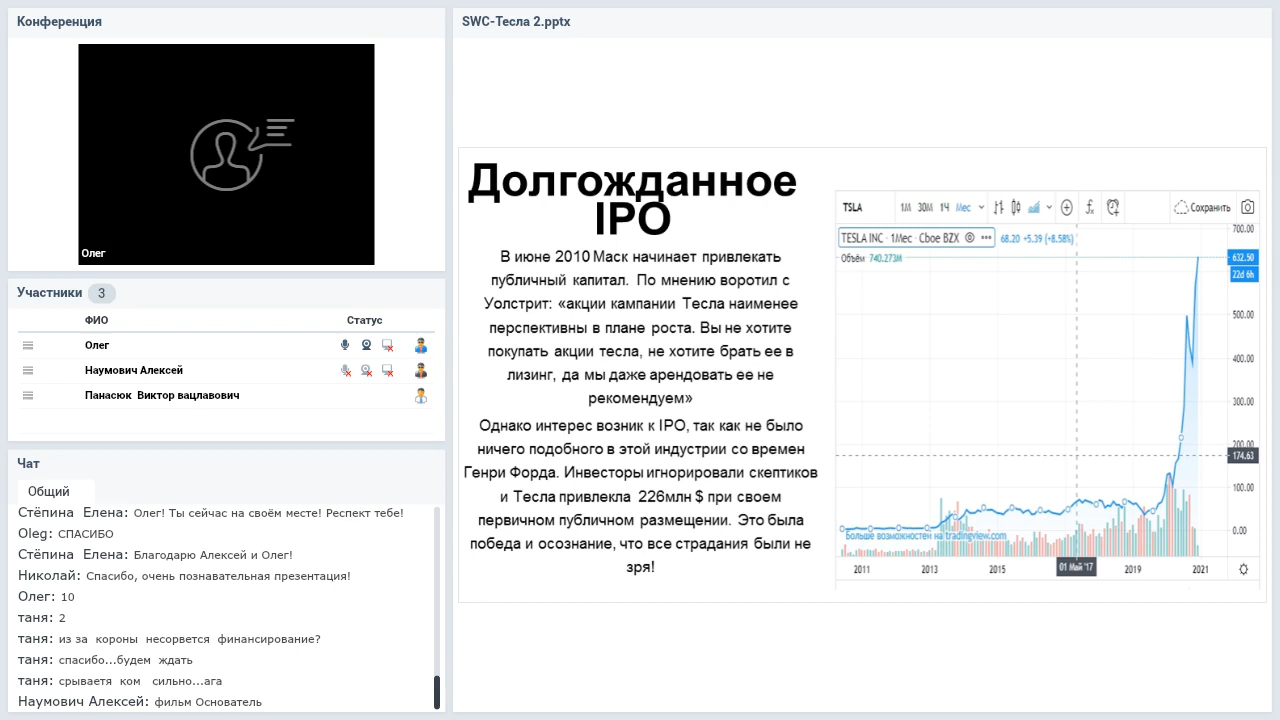 Конференция
Олег
Участники 3
ФИО Статус
Олег
Наумович Алексей
Панасюк Виктор вацлавович
Чат
Общий
Стёпина Елена: Олег! Ты сейчас на своём месте! Респект тебе!
Oleg: СПАСИБО
Стёпина Елена: Благодарю Алексей и Олег!
Николай: Спасибо, очень познавательная презентация!
Олег: 10
таня: 2
таня: из за короны несорвется финансирование?
таня: спасибо...будем ждать
таня: срываетя ком сильно...ага
Наумович Алексей: фильм Основатель
SWC-Тесла 2.pptx
Долгожданное
IPO
В июне 2010 Маск начинает привлекать
публичный капитал. По мнению воротил с
Уолстрит: «акции кампании Тесла наименее
перспективны в плане роста. Вы не хотите
покупать акции тесла, не хотите брать ее в
лизинг, да мы даже арендовать ее не
рекомендуем»
Однако интерес возник к IPO, так как не было
ничего подобного в этой индустрии со времен
Генри Форда. Инвесторы игнорировали скептиков
и Тесла привлекла 226млн $ при своем
первичном публичном размещении. Это была
победа и осознание, что все страдания были не
зря!
TSLA 1М 30М 1Ч Мес Сохранить
TESLA INC · 1Мес · Cboe BZX 68.20 +5.39 (+8.58%)
Объём 740.273M
700.00
632.50
22d 6h
500.00
400.00
300.00
200.00
174.63
100.00
0.00
Больше возможностей на tradingview.com
2011 2013 2015 01 Май '17 2019 2021